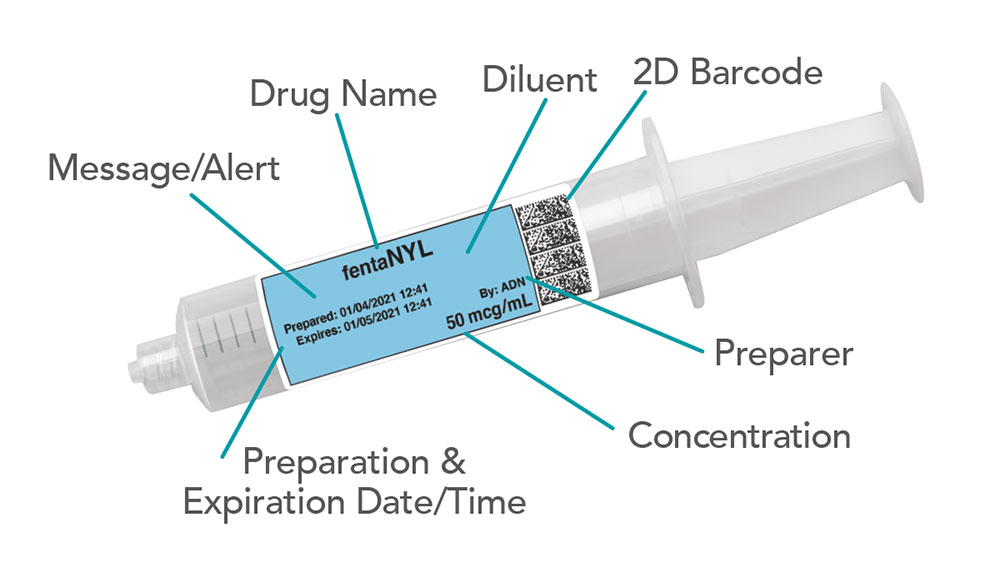 Drug Name
Diluent
2D Barcode
Message/Alert
fentaNYL
Prepared: 01/04/2021 12:41
Expires: 01/05/2021 12:41
By: ADN
50 mcg/mL
Preparer
Concentration
Preparation &
Expiration Date/Time